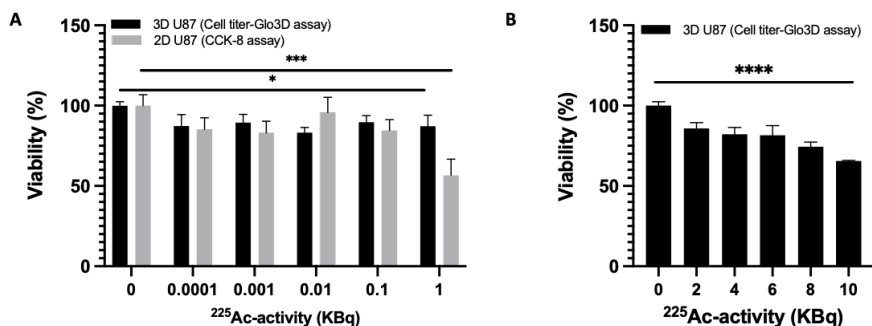 A
3D U87 (Cell titer-Glo3D assay)
2D U87 (CCK-8 assay)
150
100
50
0
Viability (%)
***
*
0 0.0001 0.001 0.01 0.1 1
²²⁵Ac-activity (KBq)
B
3D U87 (Cell titer-Glo3D assay)
150
100
50
0
Viability (%)
****
0 2 4 6 8 10
²²⁵Ac-activity (KBq)